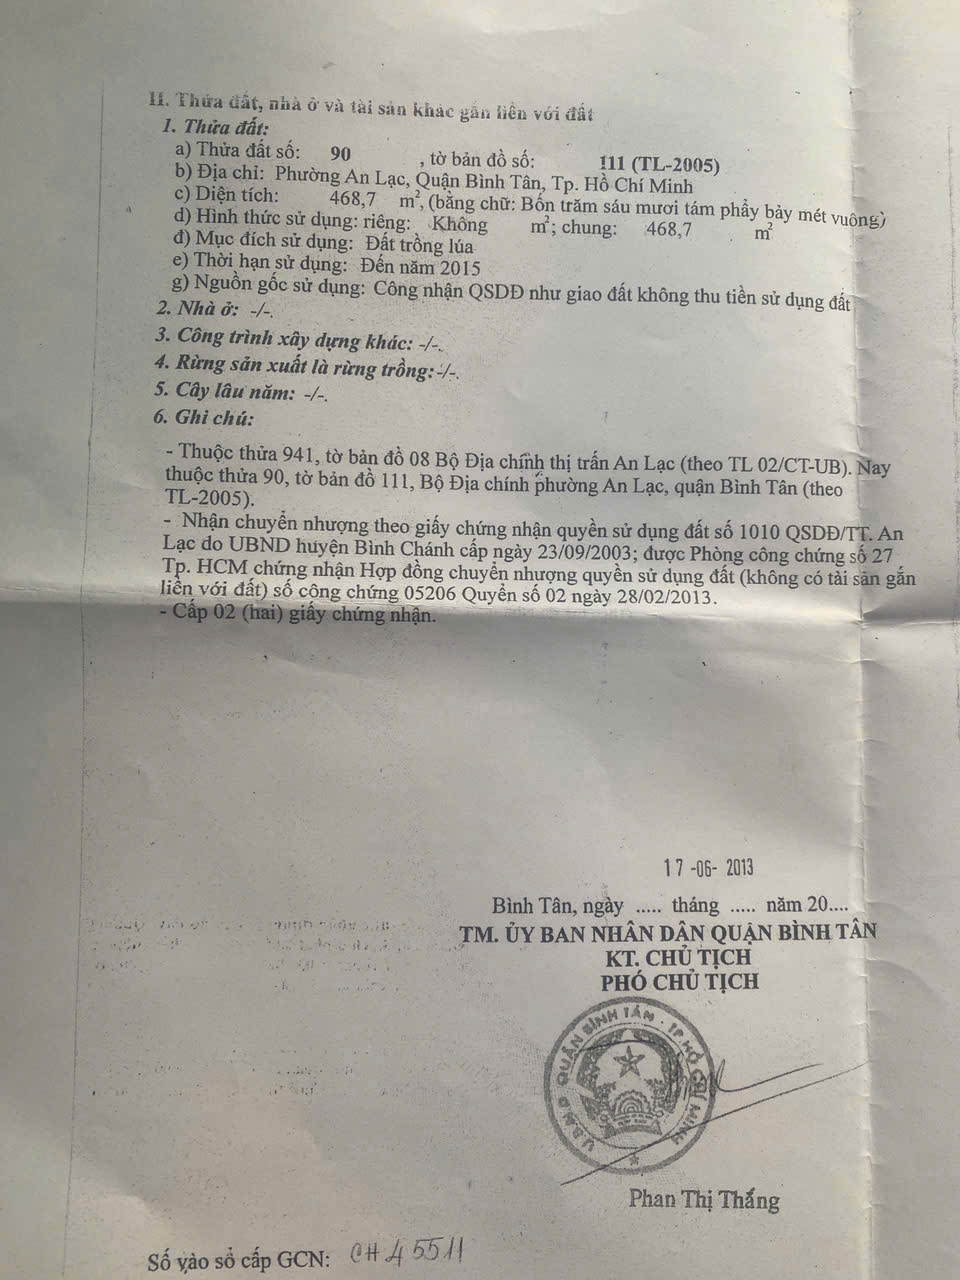 II. Thửa đất, nhà ở và tài sản khác gắn liền với đất
1. Thửa đất:
a) Thửa đất số: 90 , tờ bản đồ số: 111 (TL-2005)
b) Địa chỉ: Phường An Lạc, Quận Bình Tân, Tp. Hồ Chí Minh
c) Diện tích: 468,7 m², (bằng chữ: Bốn trăm sáu mươi tám phẩy bảy mét vuông)
d) Hình thức sử dụng: riêng: Không m²; chung: 468,7 m²
đ) Mục đích sử dụng: Đất trồng lúa
e) Thời hạn sử dụng: Đến năm 2015
g) Nguồn gốc sử dụng: Công nhận QSDĐ như giao đất không thu tiền sử dụng đất
2. Nhà ở: -/-.
3. Công trình xây dựng khác: -/-.
4. Rừng sản xuất là rừng trồng: -/-.
5. Cây lâu năm: -/-.
6. Ghi chú:
- Thuộc thửa 941, tờ bản đồ 08 Bộ Địa chính thị trấn An Lạc (theo TL 02/CT-UB). Nay
thuộc thửa 90, tờ bản đồ 111, Bộ Địa chính phường An Lạc, quận Bình Tân (theo
TL-2005).
- Nhận chuyển nhượng theo giấy chứng nhận quyền sử dụng đất số 1010 QSDĐ/TT. An
Lạc do UBND huyện Bình Chánh cấp ngày 23/09/2003; được Phòng công chứng số 27
Tp. HCM chứng nhận Hợp đồng chuyển nhượng quyền sử dụng đất (không có tài sản gắn
liền với đất) số công chứng 05206 Quyển số 02 ngày 28/02/2013.
- Cấp 02 (hai) giấy chứng nhận.
17-06-2013
Bình Tân, ngày ..... tháng ..... năm 20....
TM. ỦY BAN NHÂN DÂN QUẬN BÌNH TÂN
KT. CHỦ TỊCH
PHÓ CHỦ TỊCH
U.B.N.D QUẬN BÌNH TÂN - TP. HỒ CHÍ MINH
Phan Thị Thắng
Số vào sổ cấp GCN: CH 45511